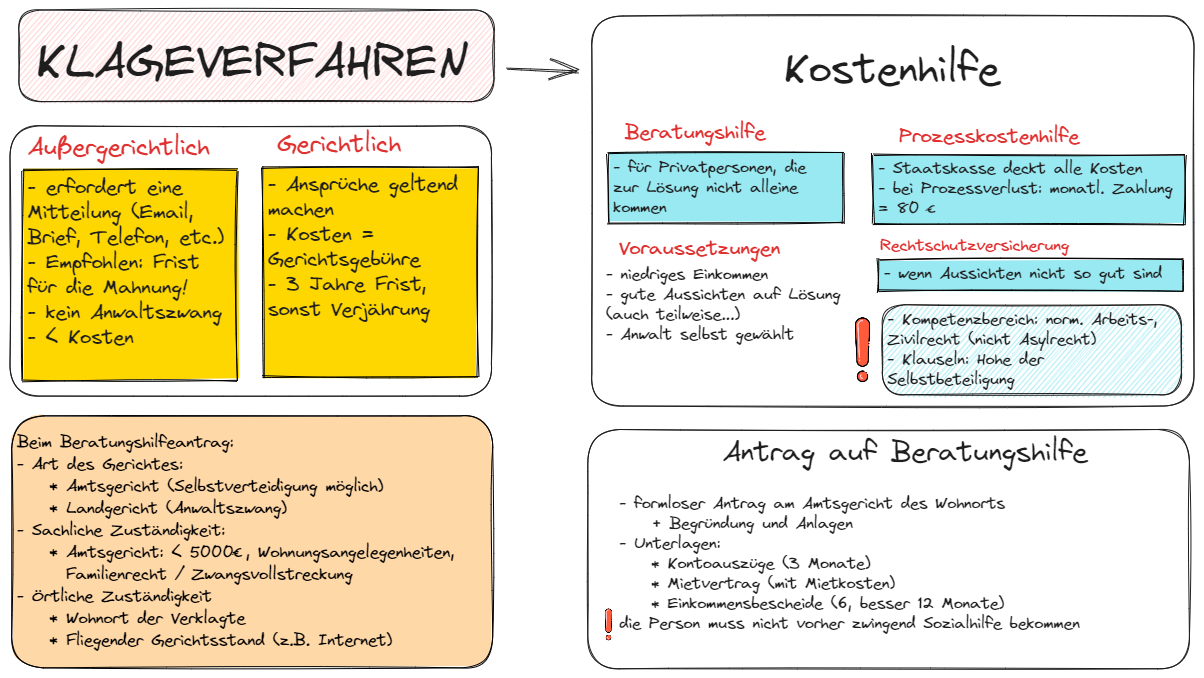 KLAGEVERFAHREN
Außergerichtlich
- erfordert eine
Mitteilung (Email,
Brief, Telefon, etc.)
- Empfohlen: Frist
für die Mahnung!
- kein Anwaltszwang
- < Kosten
Gerichtlich
- Ansprüche geltend
machen
- Kosten =
Gerichtsgebühre
- 3 Jahre Frist,
sonst Verjährung
Beim Beratungshilfeantrag:
- Art des Gerichtes:
* Amtsgericht (Selbstverteidigung möglich)
* Landgericht (Anwaltszwang)
- Sachliche Zuständigkeit:
* Amtsgericht: < 5000€, Wohnungsangelegenheiten,
Familienrecht / Zwangsvollstreckung
- örtliche Zuständigkeit
* Wohnort der Verklagte
* Fliegender Gerichtsstand (z.B. Internet)
Kostenhilfe
Beratungshilfe
- für Privatpersonen, die
zur Lösung nicht alleine
kommen
Voraussetzungen
- niedriges Einkommen
- gute Aussichten auf Lösung
(auch teilweise...)
- Anwalt selbst gewählt
Prozesskostenhilfe
- Staatskasse deckt alle Kosten
- bei Prozessverlust: monatl. Zahlung
= 80 €
Rechtschutzversicherung
- wenn Aussichten nicht so gut sind
- Kompetenzbereich: norm. Arbeits-,
Zivilrecht (nicht Asylrecht)
- Klauseln: Hohe der
Selbstbeteiligung
Antrag auf Beratungshilfe
- formloser Antrag am Amtsgericht des Wohnorts
+ Begründung und Anlagen
- Unterlagen:
* Kontoauszüge (3 Monate)
* Mietvertrag (mit Mietkosten)
* Einkommensbescheide (6, besser 12 Monate)
die Person muss nicht vorher zwingend Sozialhilfe bekommen